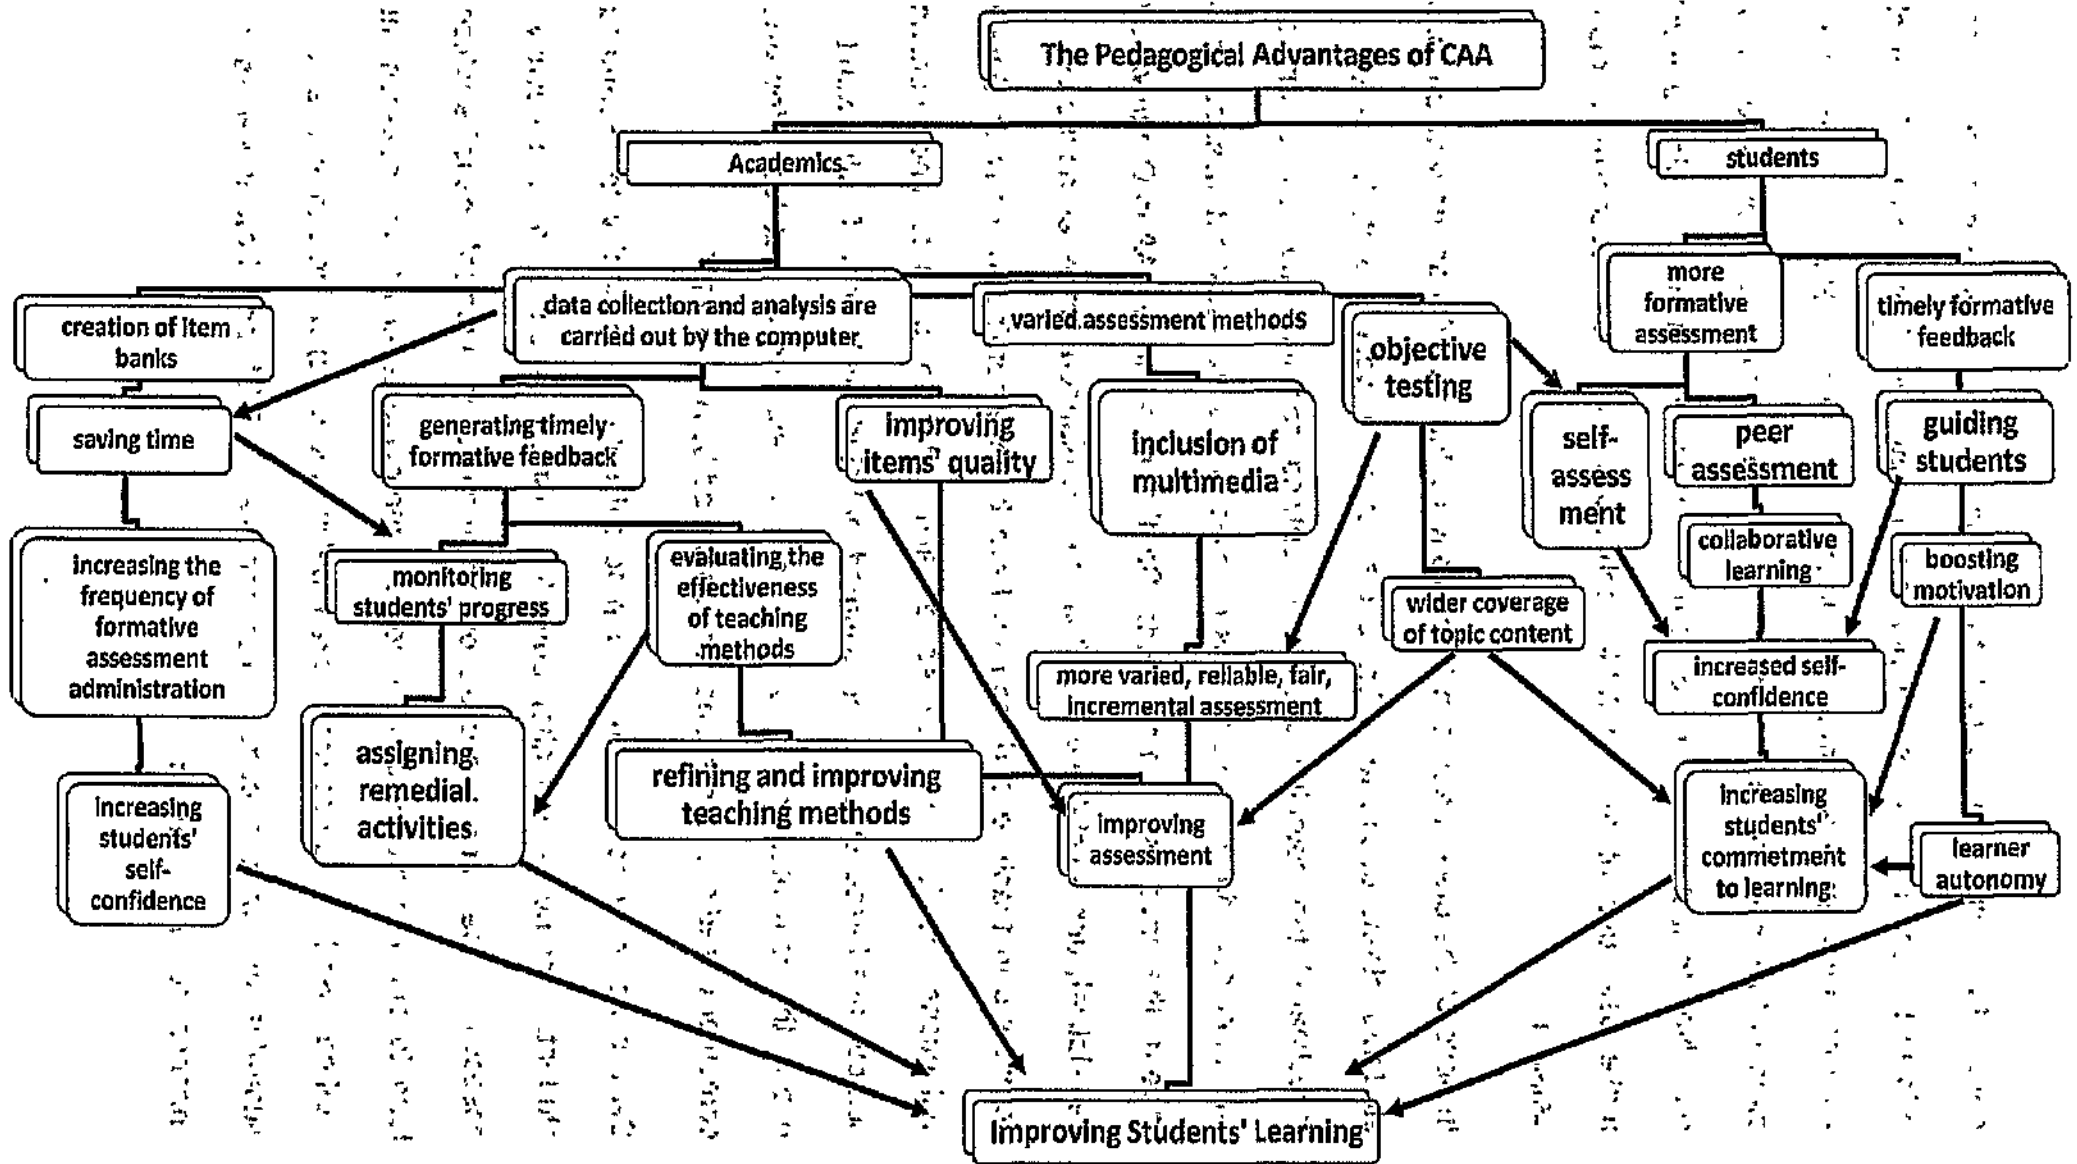 The Pedagogical Advantages of CAA
Academics
students
creation of item
banks
data collection and analysis are
carried out by the computer
varied assessment methods
objective
testing
more
formative
assessment
timely formative
feedback
saving time
generating timely
formative feedback
improving
items' quality
inclusion of
multimedia
self-
assess
ment
peer
assessment
guiding
students
increasing the
frequency of
formative
assessment
administration
monitoring
students' progress
evaluating the
effectiveness
of teaching
methods
wider coverage
of topic content
collaborative
learning
boosting
motivation
more varied, reliable, fair,
incremental assessment
increased self-
confidence
increasing
students'
self-
confidence
assigning
remedial
activities
refining and improving
teaching methods
improving
assessment
increasing
students'
commetment
to learning
learner
autonomy
Improving Students' Learning